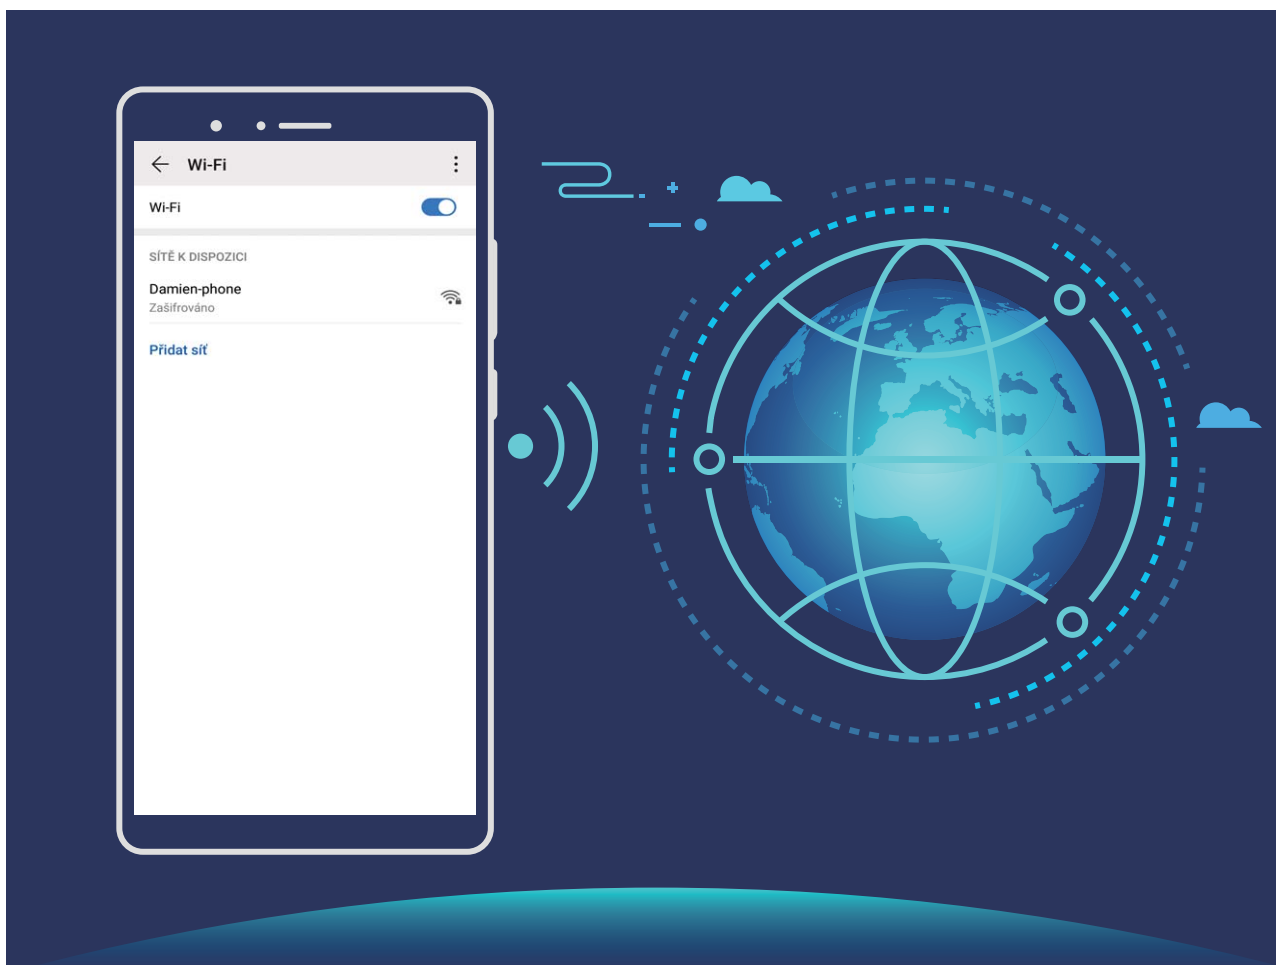 Wi-Fi
Wi-Fi
SÍTĚ K DISPOZICI
Damien-phone
Zašifrováno
Přidat síť